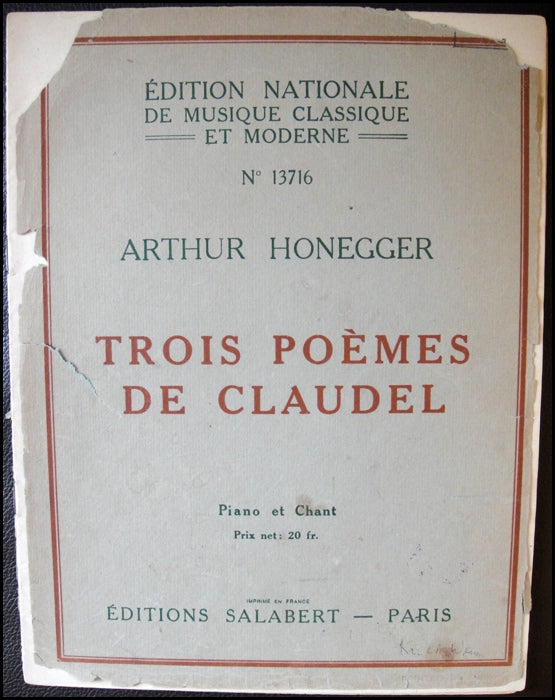 ÉDITION NATIONALE
DE MUSIQUE CLASSIQUE
ET MODERNE
N° 13716
ARTHUR HONEGGER
TROIS POÈMES
DE CLAUDEL
Piano et Chant
Prix net: 20 fr.
IMPRIMÉ EN FRANCE
ÉDITIONS SALABERT — PARIS